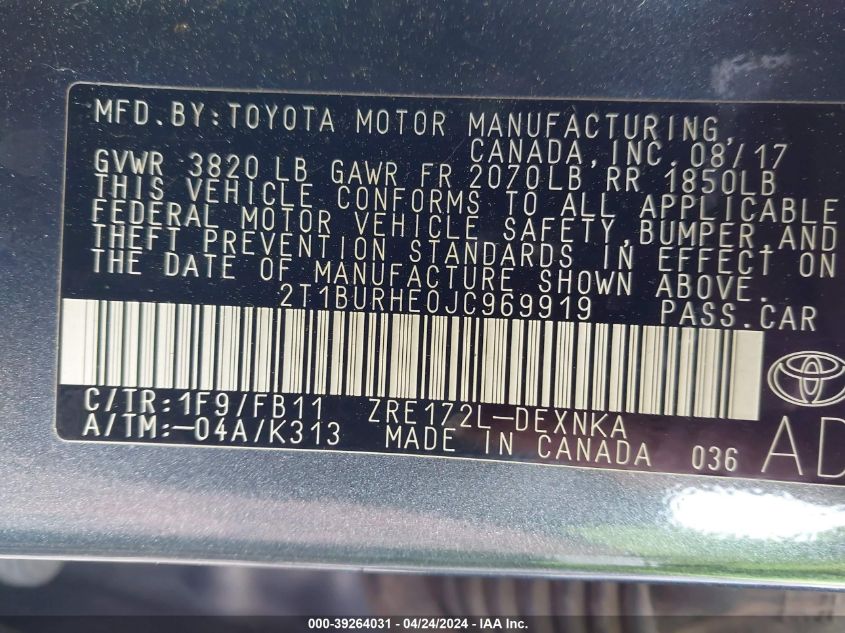 MFD.BY:TOYOTA MOTOR MANUFACTURING,
CANADA,INC.08/17
GVWR 3820 LB GAWR FR 2070LB RR 1850LB
THIS VEHICLE CONFORMS TO ALL APPLICABLE
FEDERAL MOTOR VEHICLE SAFETY,BUMPER,AND
THEFT PREVENTION STANDARDS IN EFFECT ON
THE DATE OF MANUFACTURE SHOWN ABOVE.
2T1BURHE0JC969919 PASS.CAR
C/TR:1F9/FB11 ZRE172L-DEXNKA
A/TM:-04A/K313 MADE IN CANADA 036 AD
000-39264031 / 04/24/2024 / Copyright © IAA, Inc.